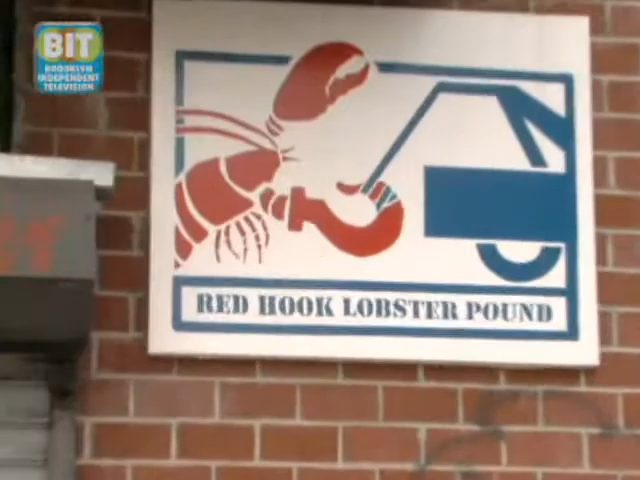 BIT
BROOKLYN
INDEPENDENT
TELEVISION
RED HOOK LOBSTER POUND